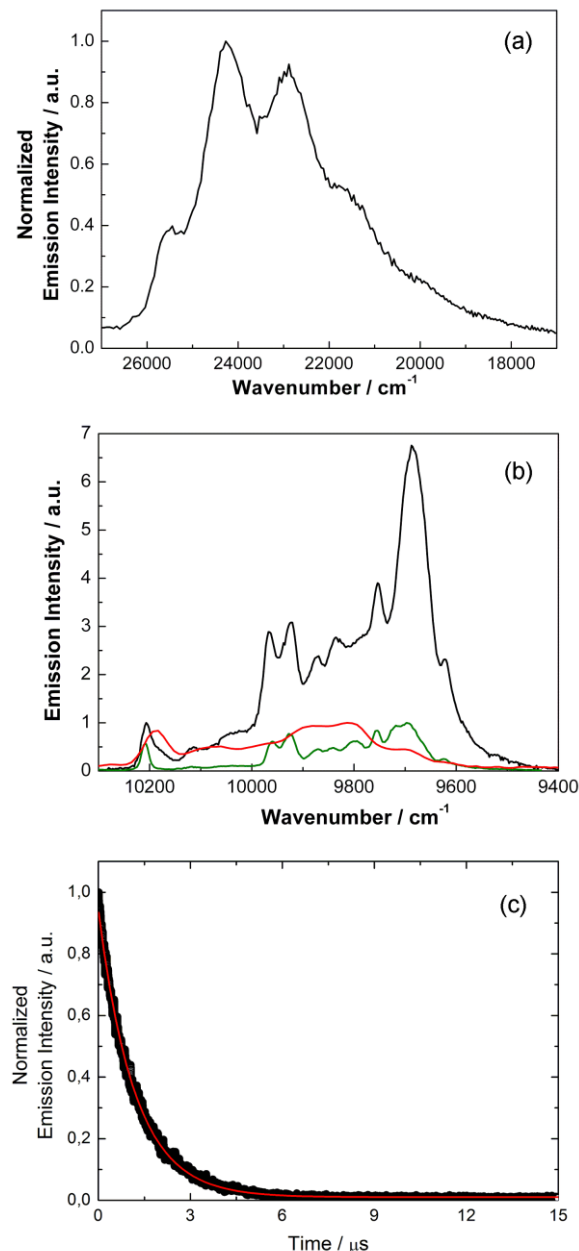 (a)
Normalized
Emission Intensity / a.u.
1.0
0.8
0.6
0.4
0.2
0.0
26000 24000 22000 20000 18000
Wavenumber / cm⁻¹
(b)
Emission Intensity / a.u.
7
6
5
4
3
2
1
0
10200 10000 9800 9600 9400
Wavenumber / cm⁻¹
(c)
Normalized
Emission Intensity / a.u.
1,0
0,8
0,6
0,4
0,2
0,0
0 3 6 9 12 15
Time / μs